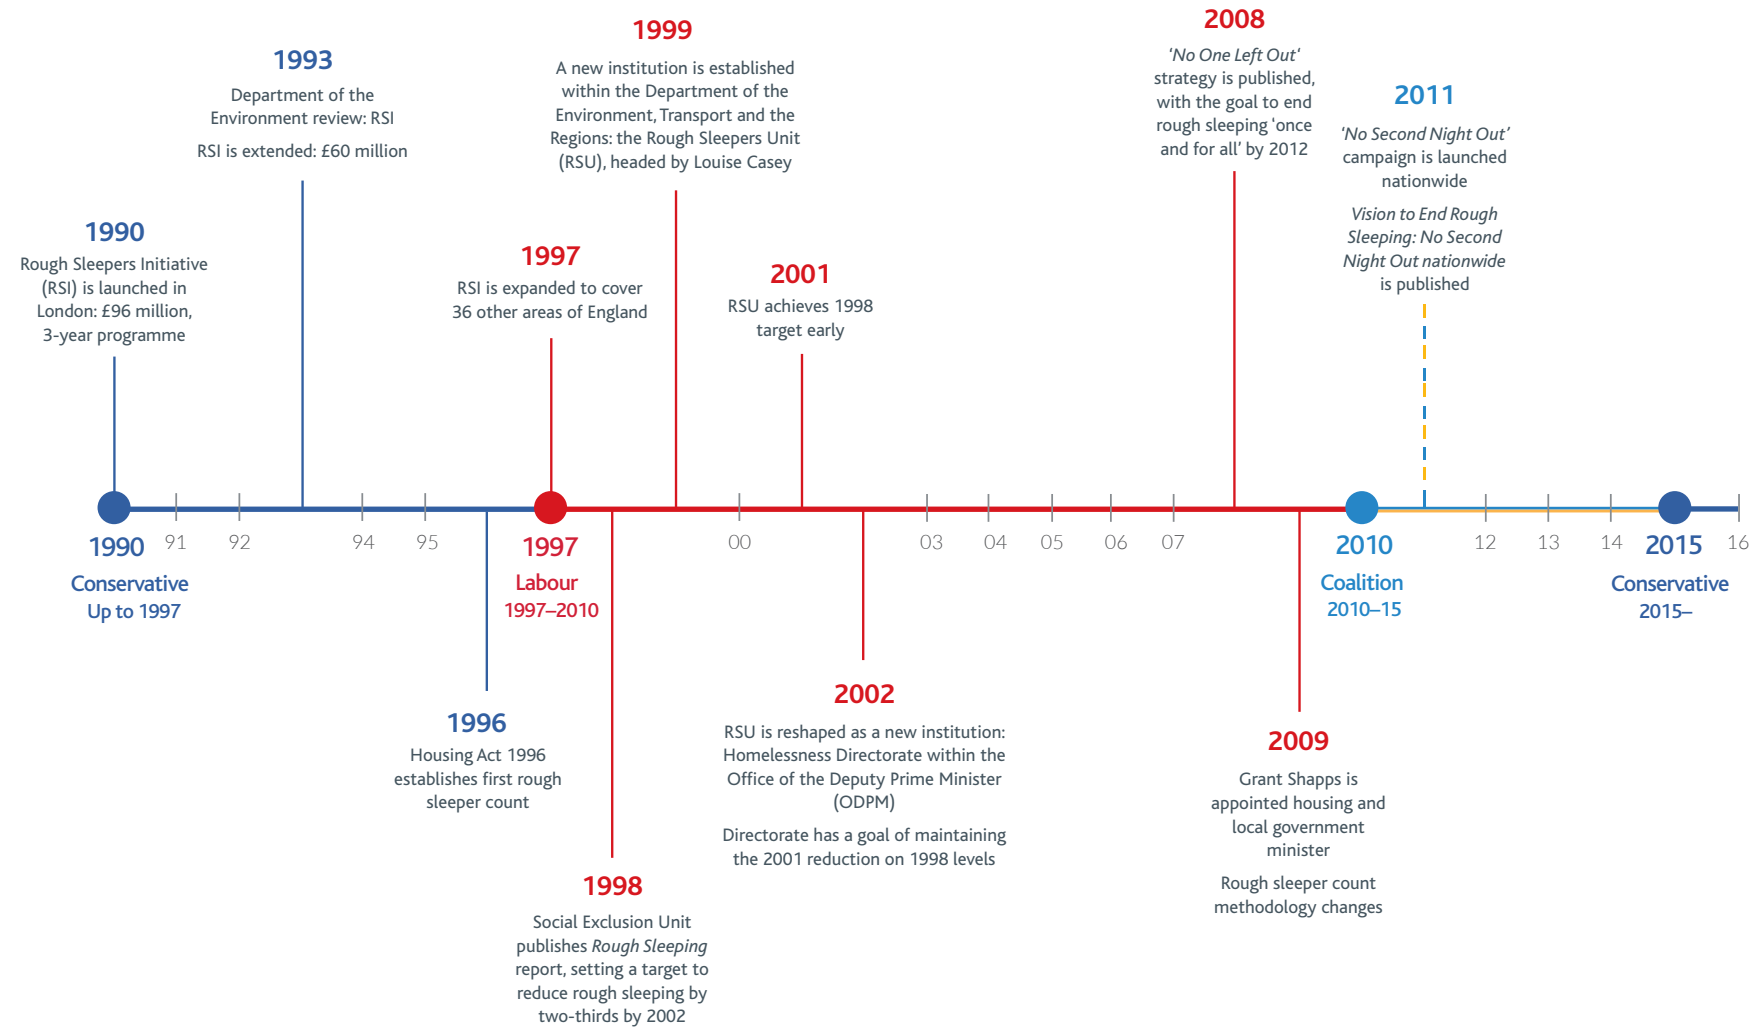 1990
Rough Sleepers Initiative
(RSI) is launched in
London: £96 million,
3-year programme
1993
Department of the
Environment review: RSI
RSI is extended: £60 million
1997
RSI is expanded to cover
36 other areas of England
1999
A new institution is established
within the Department of the
Environment, Transport and the
Regions: the Rough Sleepers Unit
(RSU), headed by Louise Casey
2001
RSU achieves 1998
target early
2008
‘No One Left Out‘
strategy is published,
with the goal to end
rough sleeping ‘once
and for all’ by 2012
2011
‘No Second Night Out’
campaign is launched
nationwide
Vision to End Rough
Sleeping: No Second
Night Out nationwide
is published
1990 91 92 94 95 1997 00 03 04 05 06 07 2010 12 13 14 2015 16
Conservative
Up to 1997
Labour
1997–2010
Coalition
2010–15
Conservative
2015–
1996
Housing Act 1996
establishes first rough
sleeper count
1998
Social Exclusion Unit
publishes Rough Sleeping
report, setting a target to
reduce rough sleeping by
two-thirds by 2002
2002
RSU is reshaped as a new institution:
Homelessness Directorate within the
Office of the Deputy Prime Minister
(ODPM)
Directorate has a goal of maintaining
the 2001 reduction on 1998 levels
2009
Grant Shapps is
appointed housing and
local government
minister
Rough sleeper count
methodology changes